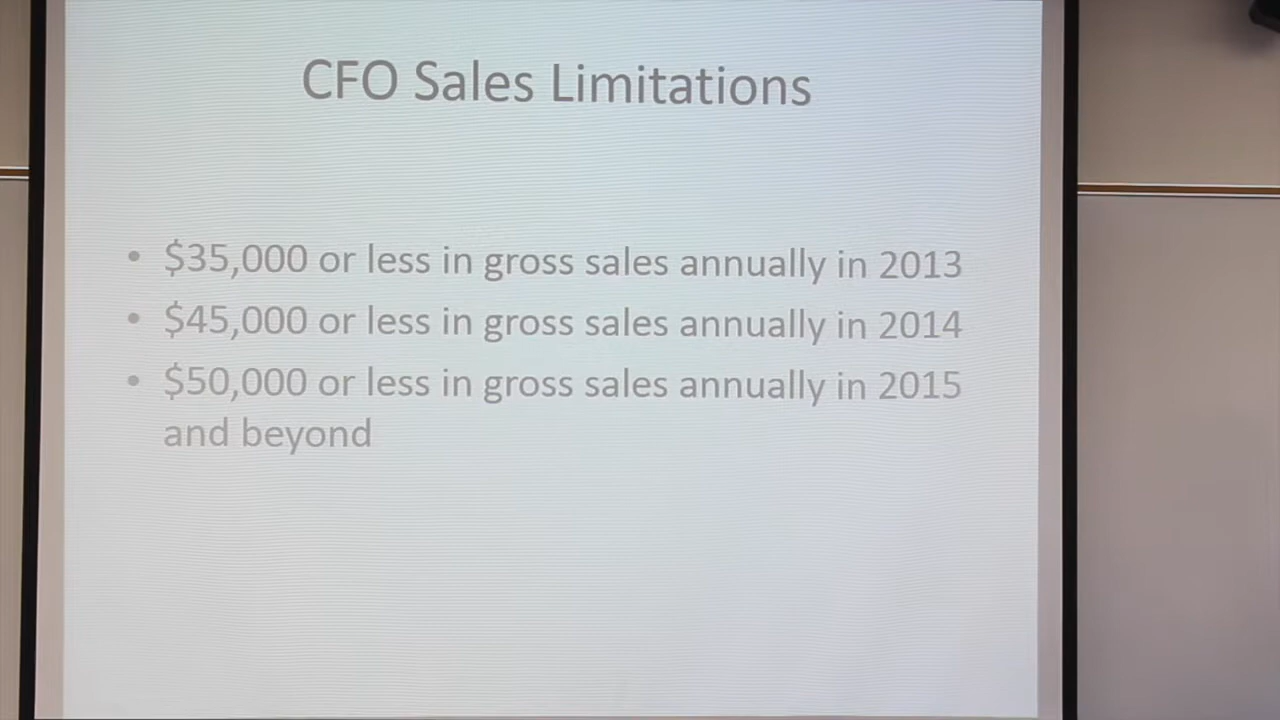 CFO Sales Limitations
• $35,000 or less in gross sales annually in 2013
• $45,000 or less in gross sales annually in 2014
• $50,000 or less in gross sales annually in 2015
and beyond